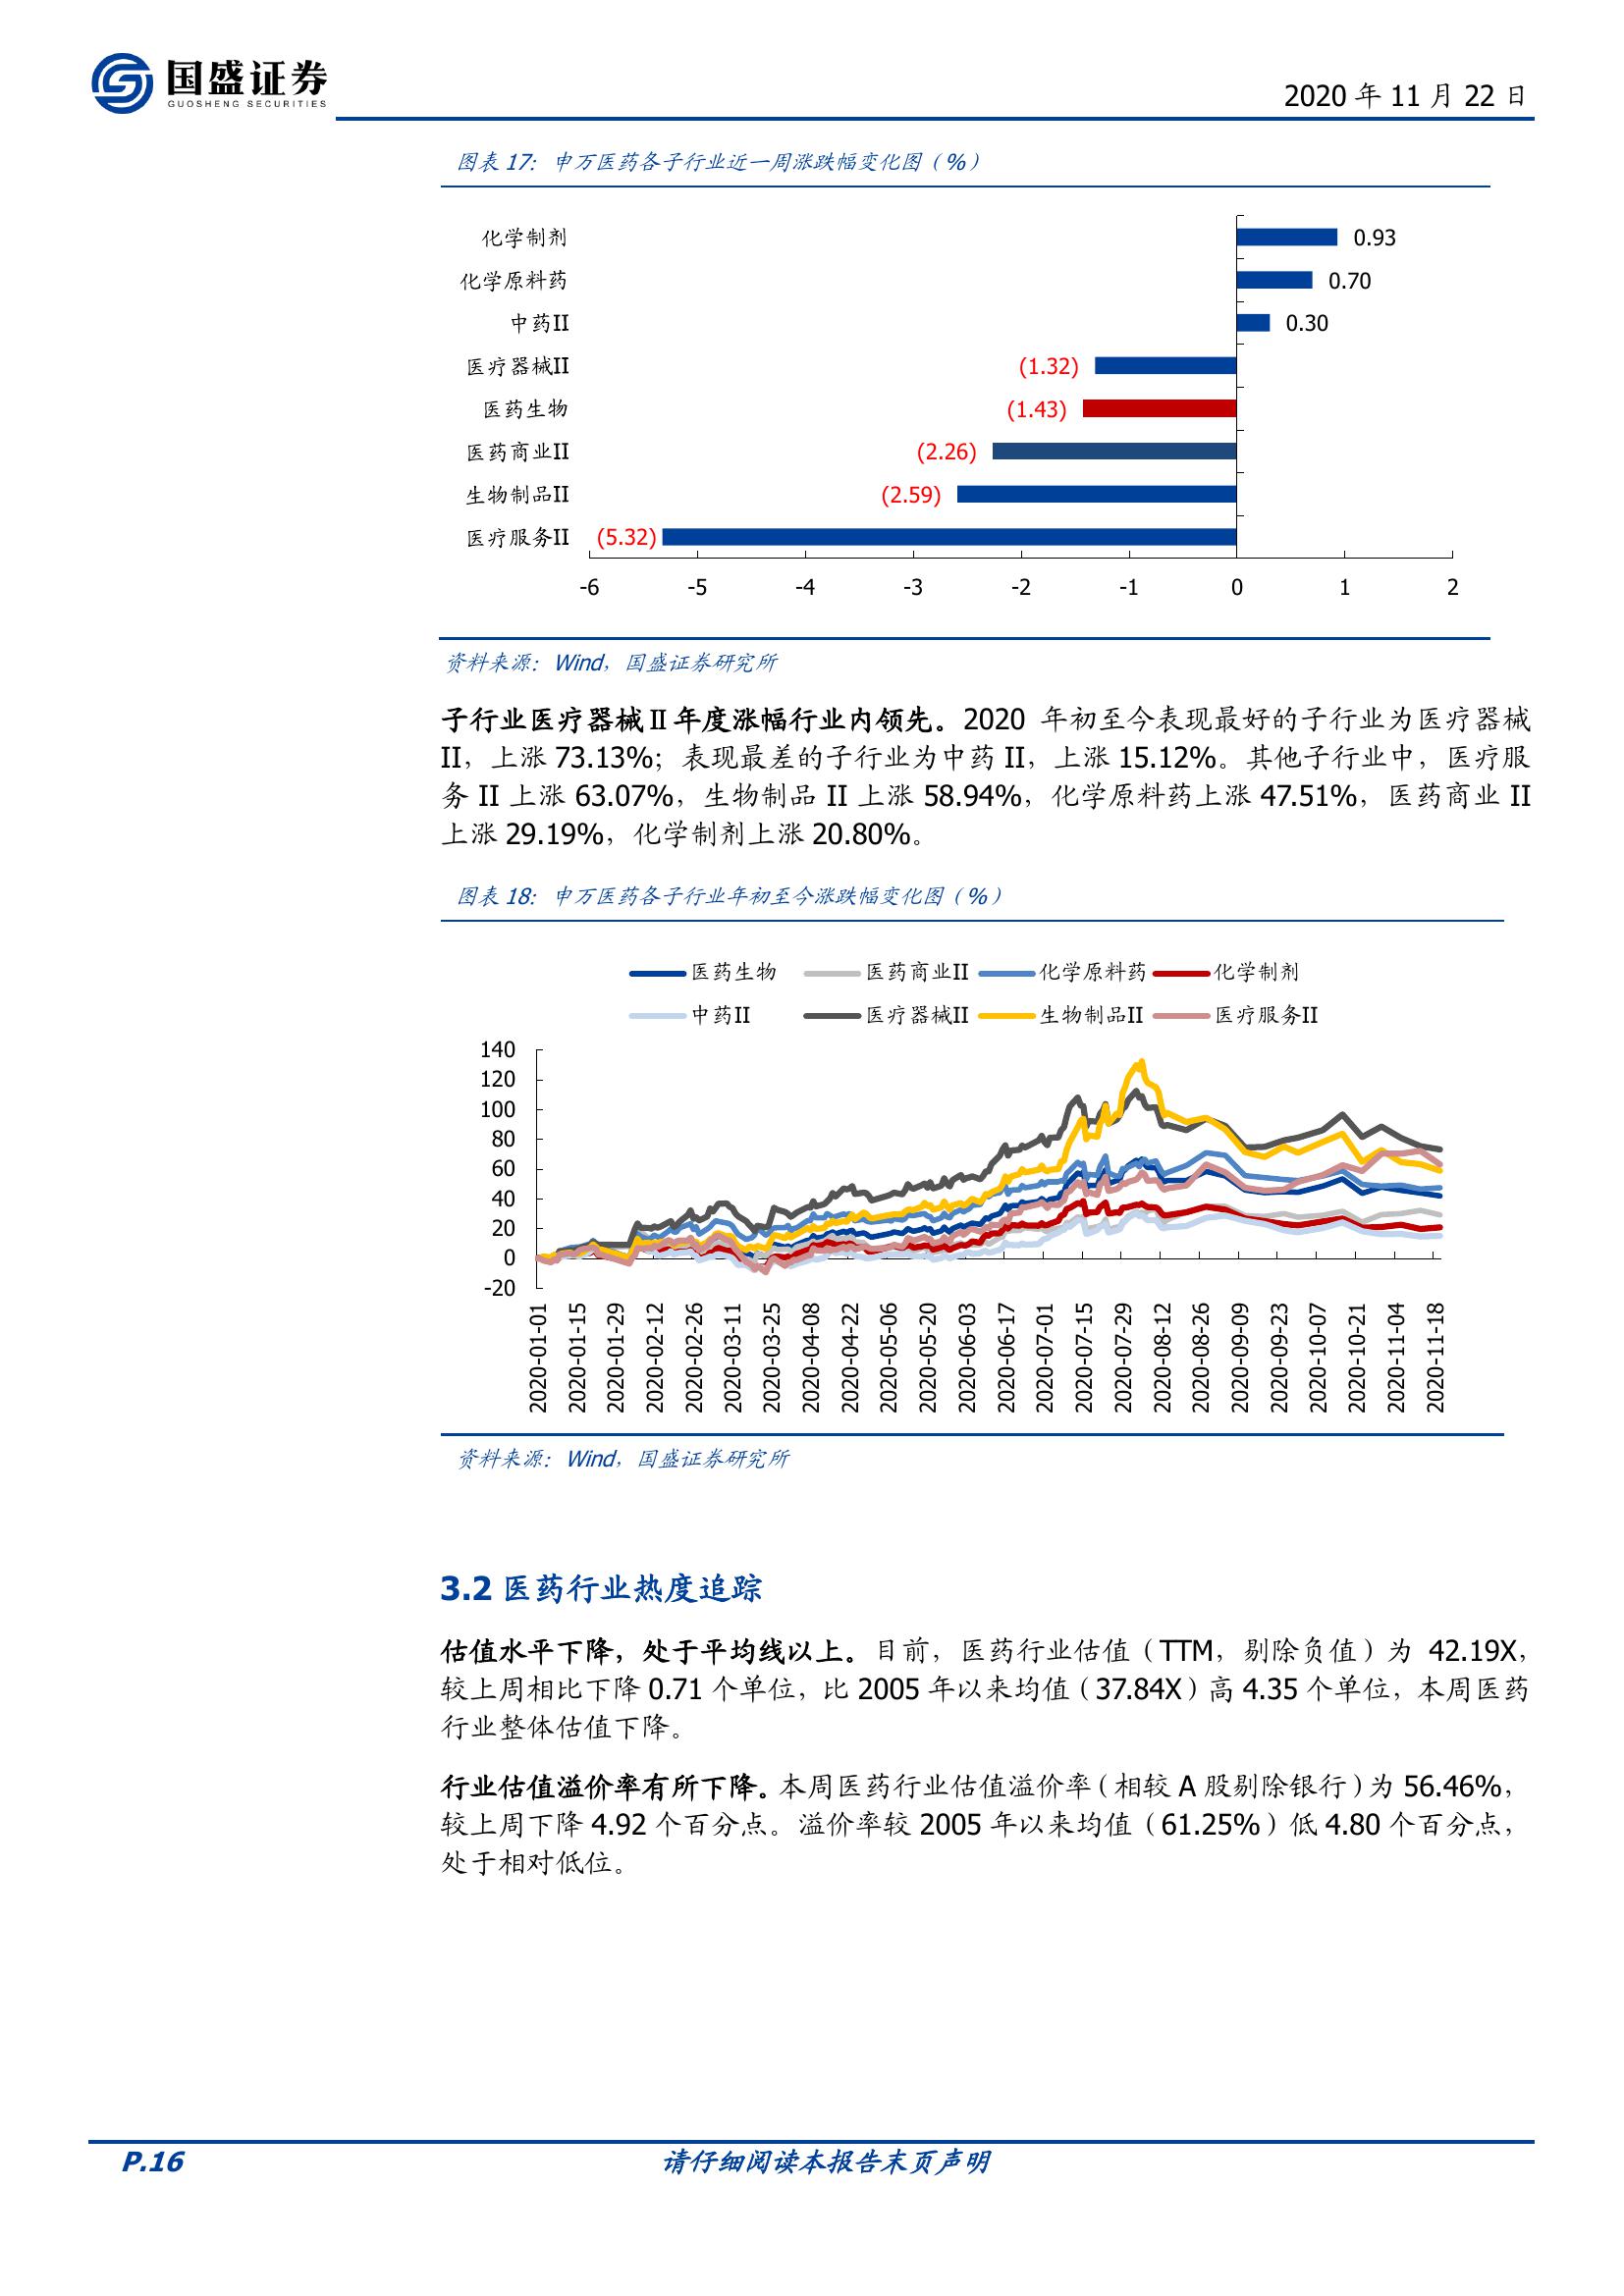 国盛证券
GUOSHENG SECURITIES
2020 年 11 月 22 日
图表 17: 申万医药各子行业近一周涨跌幅变化图（%）
化学制剂 0.93
化学原料药 0.70
中药II 0.30
医疗器械II (1.32)
医药生物 (1.43)
医药商业II (2.26)
生物制品II (2.59)
医疗服务II (5.32)
-6 -5 -4 -3 -2 -1 0 1 2
资料来源：Wind，国盛证券研究所
子行业医疗器械Ⅱ年度涨幅行业内领先。2020 年初至今表现最好的子行业为医疗器械
II，上涨 73.13%；表现最差的子行业为中药 II，上涨 15.12%。其他子行业中，医疗服
务 II 上涨 63.07%，生物制品 II 上涨 58.94%，化学原料药上涨 47.51%，医药商业 II
上涨 29.19%，化学制剂上涨 20.80%。
图表 18: 申万医药各子行业年初至今涨跌幅变化图（%）
医药生物 医药商业II 化学原料药 化学制剂
中药II 医疗器械II 生物制品II 医疗服务II
140
120
100
80
60
40
20
0
-20
2020-01-01
2020-01-15
2020-01-29
2020-02-12
2020-02-26
2020-03-11
2020-03-25
2020-04-08
2020-04-22
2020-05-06
2020-05-20
2020-06-03
2020-06-17
2020-07-01
2020-07-15
2020-07-29
2020-08-12
2020-08-26
2020-09-09
2020-09-23
2020-10-07
2020-10-21
2020-11-04
2020-11-18
资料来源：Wind，国盛证券研究所
3.2 医药行业热度追踪
估值水平下降，处于平均线以上。目前，医药行业估值（TTM，剔除负值）为 42.19X，
较上周相比下降 0.71 个单位，比 2005 年以来均值（37.84X）高 4.35 个单位，本周医药
行业整体估值下降。
行业估值溢价率有所下降。本周医药行业估值溢价率（相较 A 股剔除银行）为 56.46%，
较上周下降 4.92 个百分点。溢价率较 2005 年以来均值（61.25%）低 4.80 个百分点，
处于相对低位。
P.16
请仔细阅读本报告末页声明